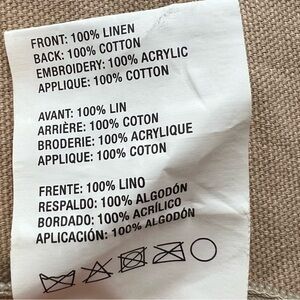 FRONT: 100% LINEN
BACK: 100% COTTON
EMBROIDERY: 100% ACRYLIC
APPLIQUE: 100% COTTON
AVANT: 100% LIN
ARRIÈRE: 100% COTON
BRODERIE: 100% ACRYLIQUE
APPLIQUE: 100% COTON
FRENTE: 100% LINO
RESPALDO: 100% ALGODÓN
BORDADO: 100% ACRÍLICO
APLICACIÓN: 100% ALGODÓN